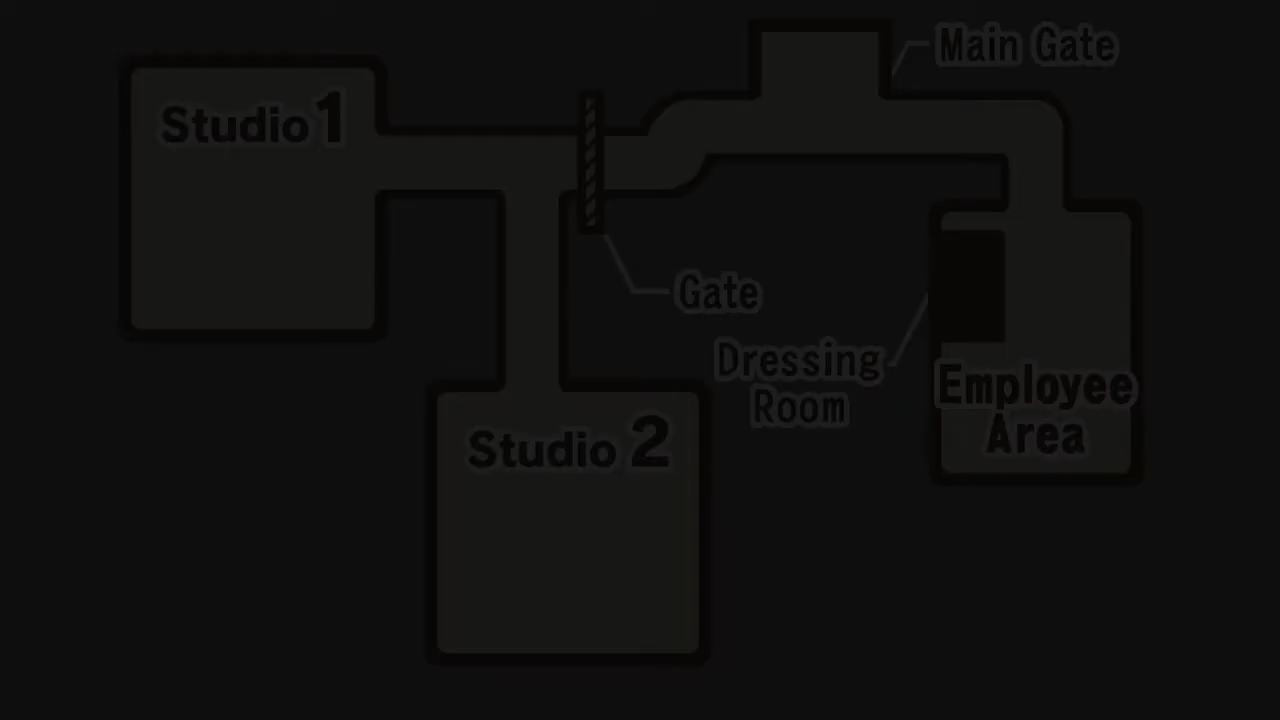 Main Gate
Studio 1
Gate
Dressing
Room
Employee
Area
Studio 2